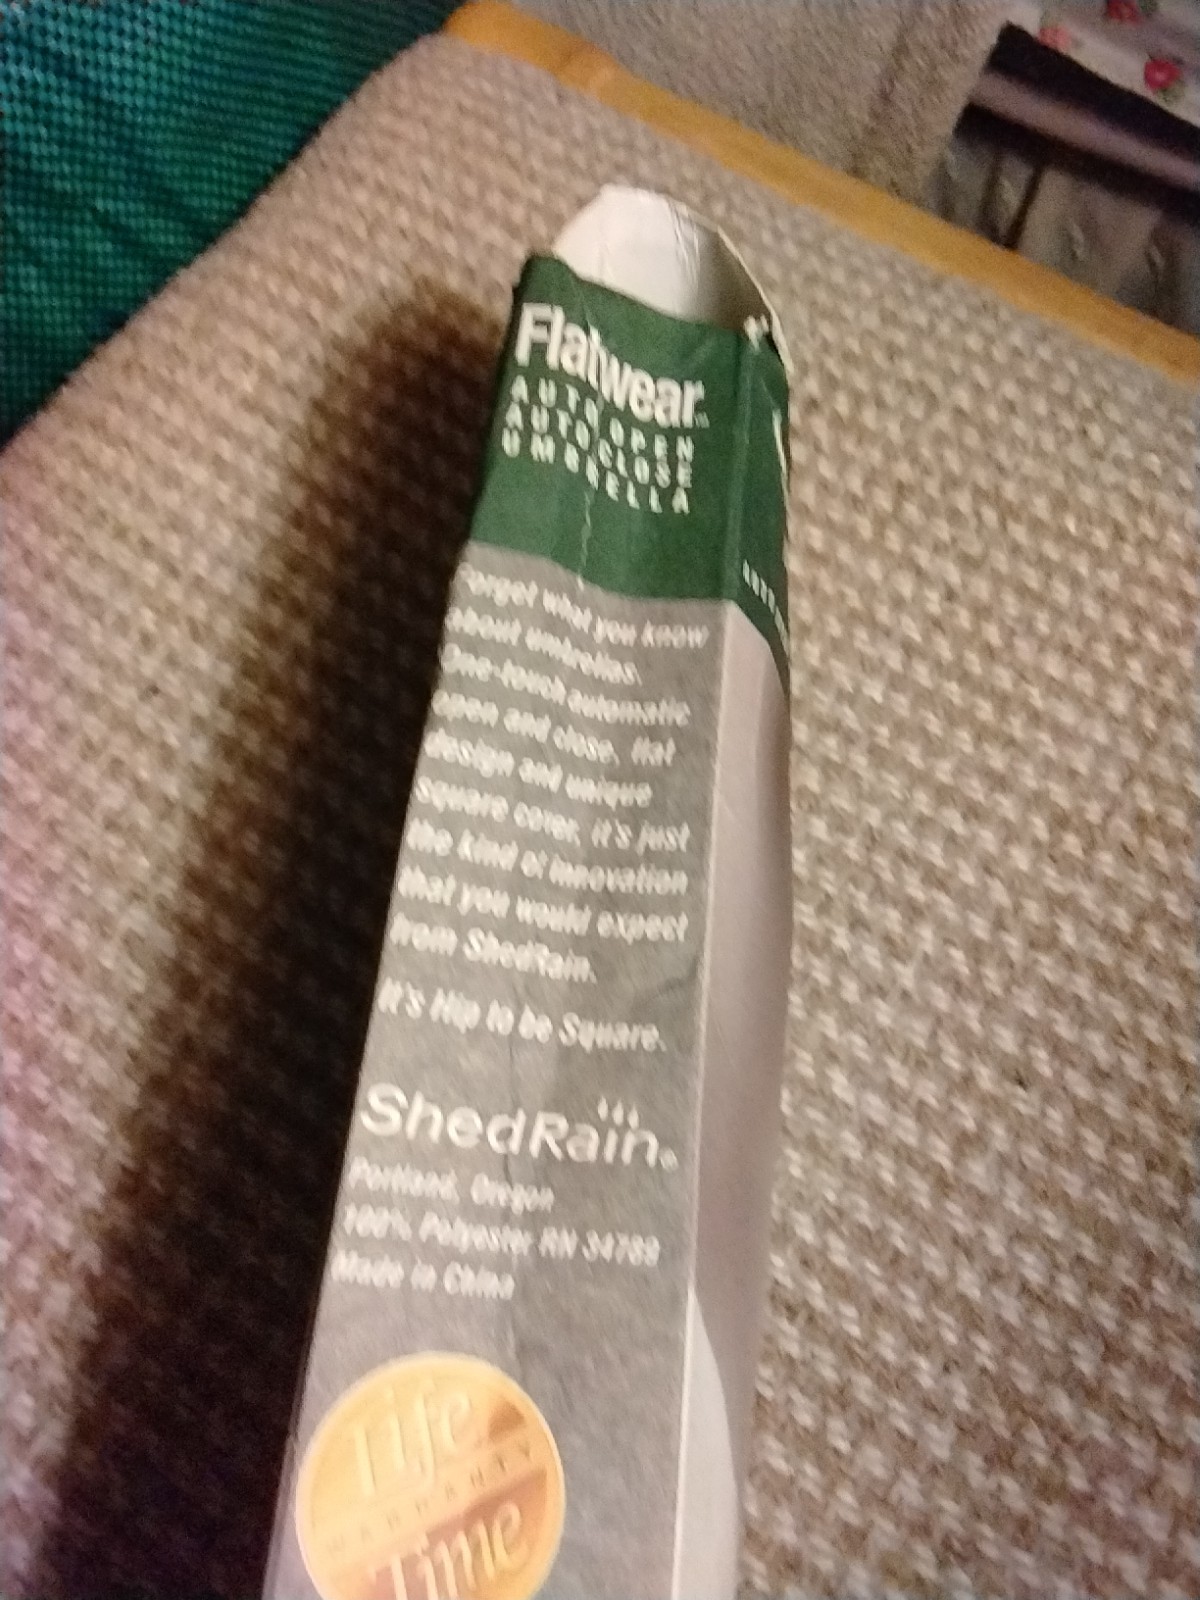 Flatwear™
AUTO OPEN
AUTO CLOSE
UMBRELLA
Forget what you know
about umbrellas.
One-touch automatic
open and close, flat
design and unique
square cover, it's just
the kind of innovation
that you would expect
from ShedRain.
It's Hip to be Square.
ShedRain®
Portland, Oregon
100% Polyester RN 34789
Made in China
Life
WARRANTY
Time